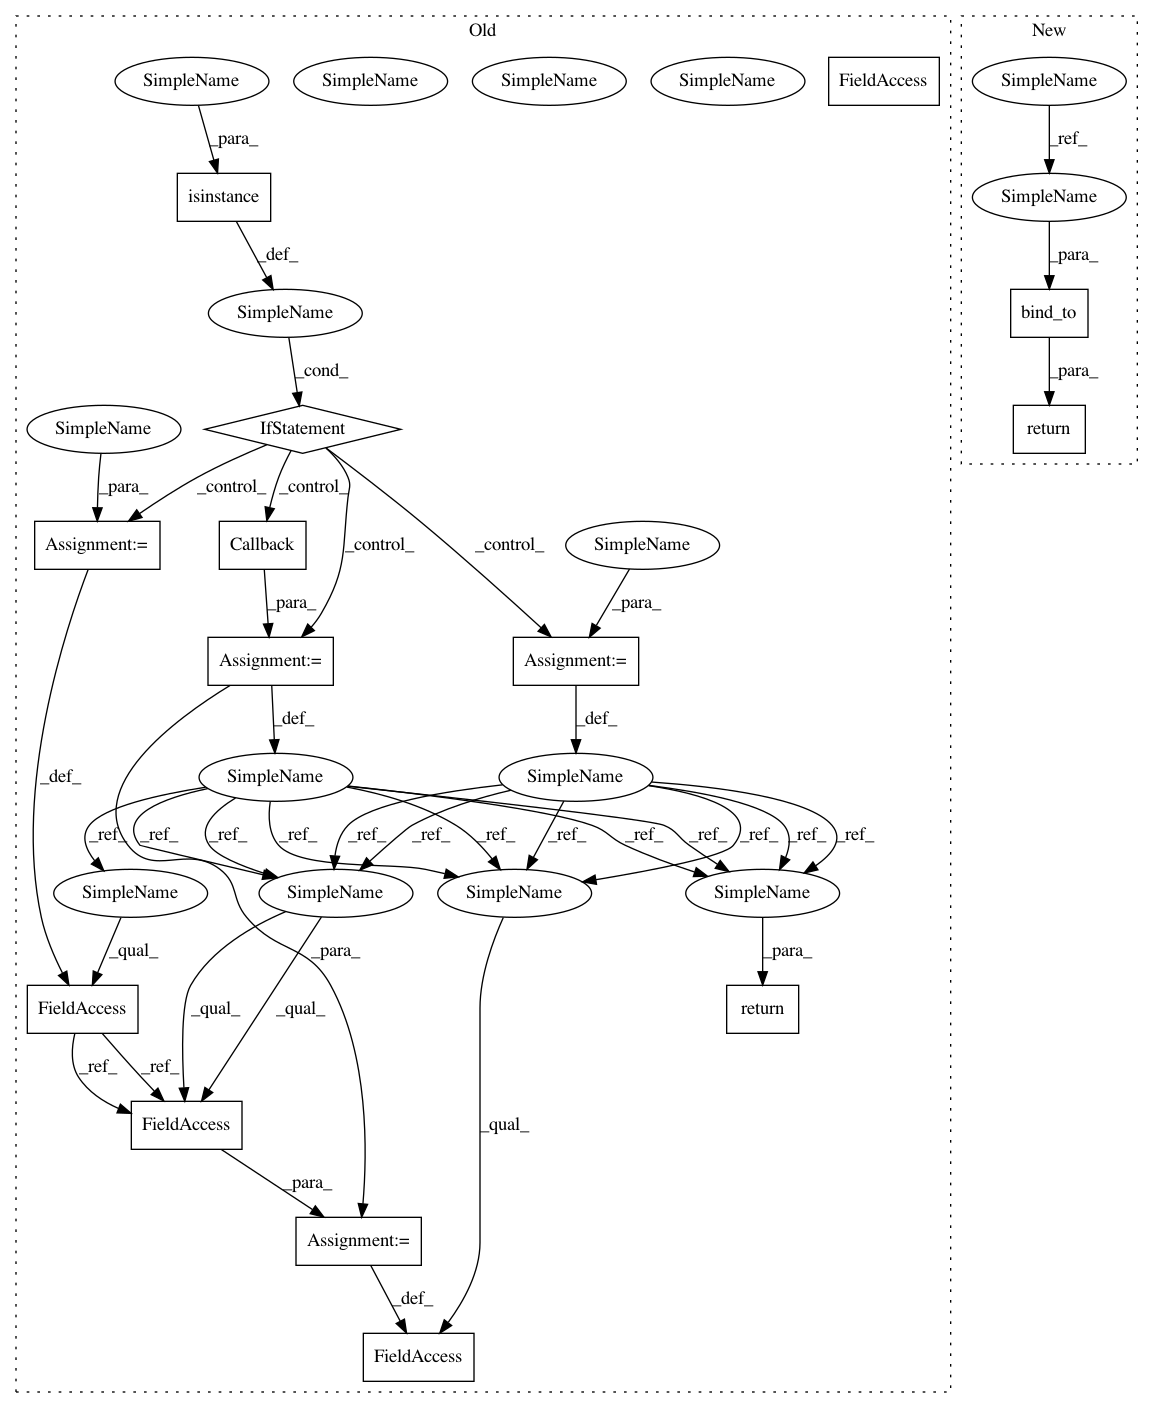 Old
New
SimpleName
SimpleName
SimpleName
SimpleName
FieldAccess
SimpleName
_para_
_ref_
isinstance
SimpleName
_def_
_para_
SimpleName
bind_to
_cond_
_para_
SimpleName
IfStatement
return
_para_
_control_
_control_
_control_
_control_
Assignment:=
Callback
SimpleName
_para_
_para_
Assignment:=
Assignment:=
_def_
_def_
_def_
SimpleName
SimpleName
_ref_
_ref_
_ref_
_ref_
_ref_
_ref_
_ref_
_ref_
_ref_
_ref_
_ref_
_ref_
_ref_
SimpleName
SimpleName
SimpleName
SimpleName
_qual_
_para_
_para_
FieldAccess
_qual_
_qual_
return
_ref_
_ref_
FieldAccess
_qual_
_para_
Assignment:=
_def_
FieldAccess